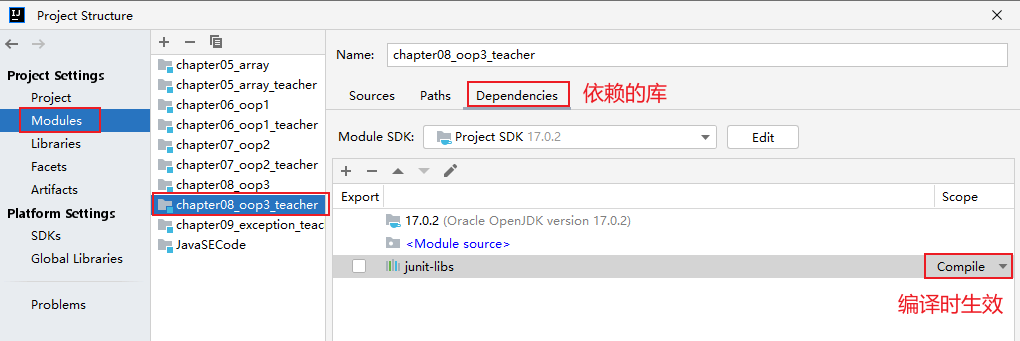 Project Structure
Project Settings
Project
Modules
Libraries
Facets
Artifacts
Platform Settings
SDKs
Global Libraries
Problems
chapter05_array
chapter05_array_teacher
chapter06_oop1
chapter06_oop1_teacher
chapter07_oop2
chapter07_oop2_teacher
chapter08_oop3
chapter08_oop3_teacher
chapter09_exception_teac
JavaSECode
Name: chapter08_oop3_teacher
Sources Paths Dependencies 依赖的库
Module SDK: Project SDK 17.0.2 Edit
Export Scope
17.0.2 (Oracle OpenJDK version 17.0.2)
<Module source>
junit-libs Compile
编译时生效